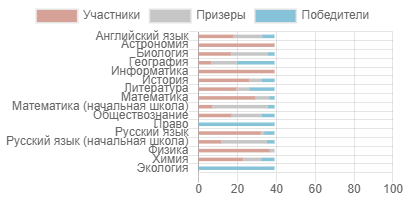 Участники Призеры Победители
Английский язык
Астрономия
Биология
География
Информатика
История
Литература
Математика
Математика (начальная школа)
Обществознание
Право
Русский язык
Русский язык (начальная школа)
Физика
Химия
Экология
0 20 40 60 80 100